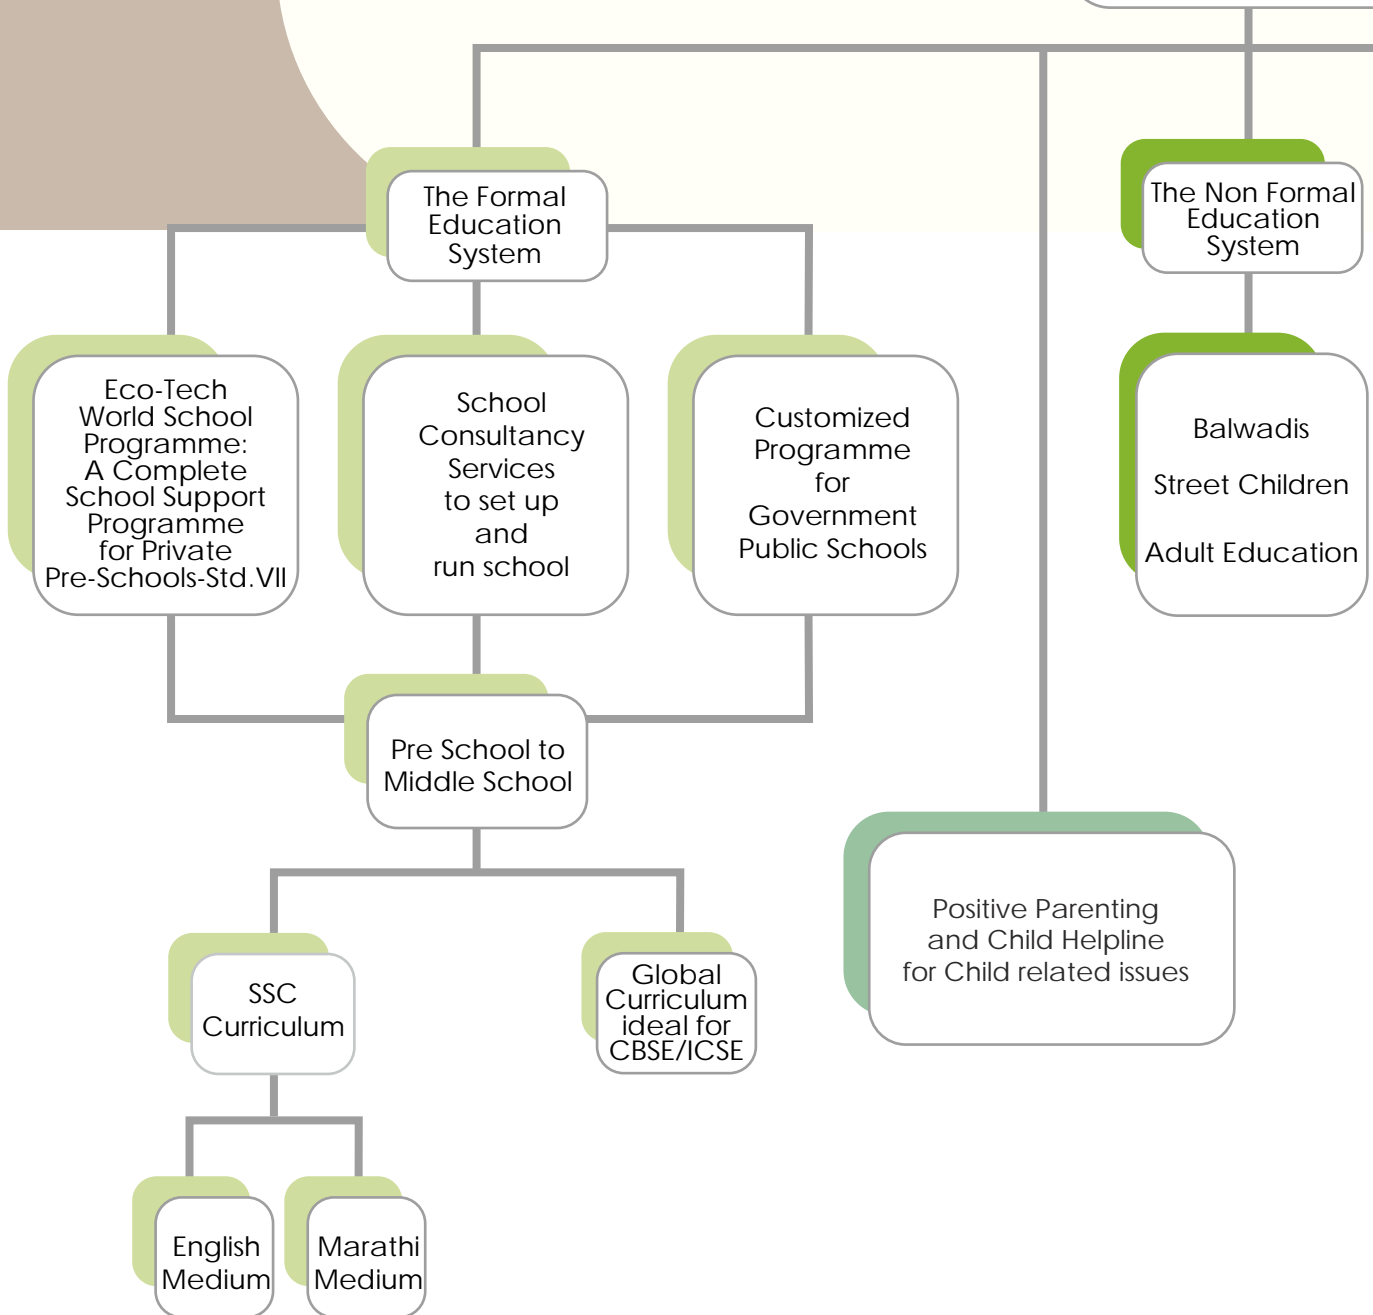 The Formal
Education
System
The Non Formal
Education
System
Eco-Tech
World School
Programme:
A Complete
School Support
Programme
for Private
Pre-Schools-Std.VII
School
Consultancy
Services
to set up
and
run school
Customized
Programme
for
Government
Public Schools
Balwadis
Street Children
Adult Education
Pre School to
Middle School
Positive Parenting
and Child Helpline
for Child related issues
SSC
Curriculum
Global
Curriculum
ideal for
CBSE/ICSE
English
Medium
Marathi
Medium